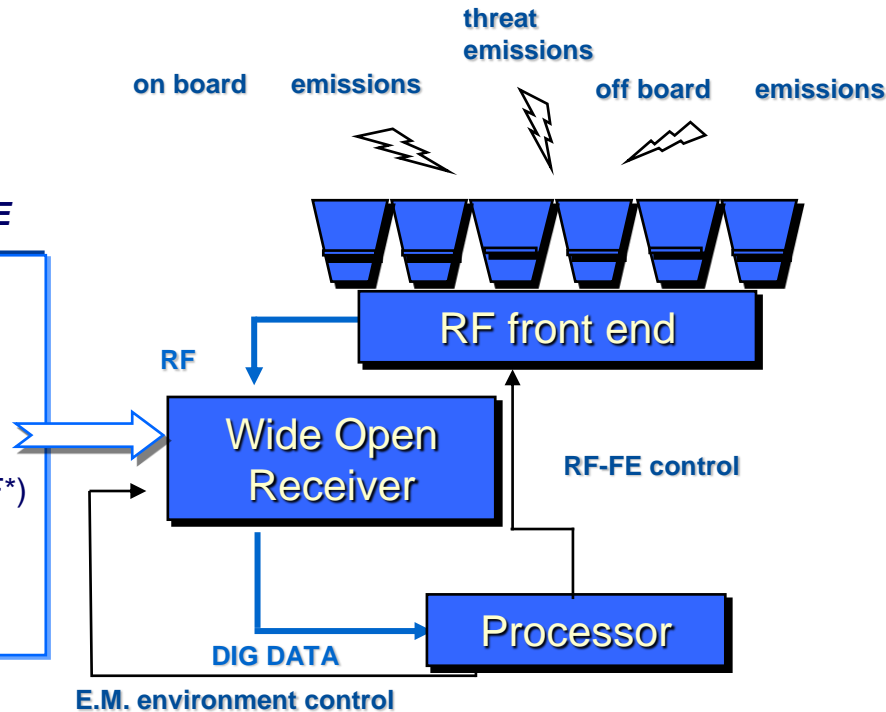 threat
emissions
on board emissions
off board emissions
E
RF front end
RF
Wide Open
Receiver
RF-FE control
F*)
Processor
DIG DATA
E.M. environment control